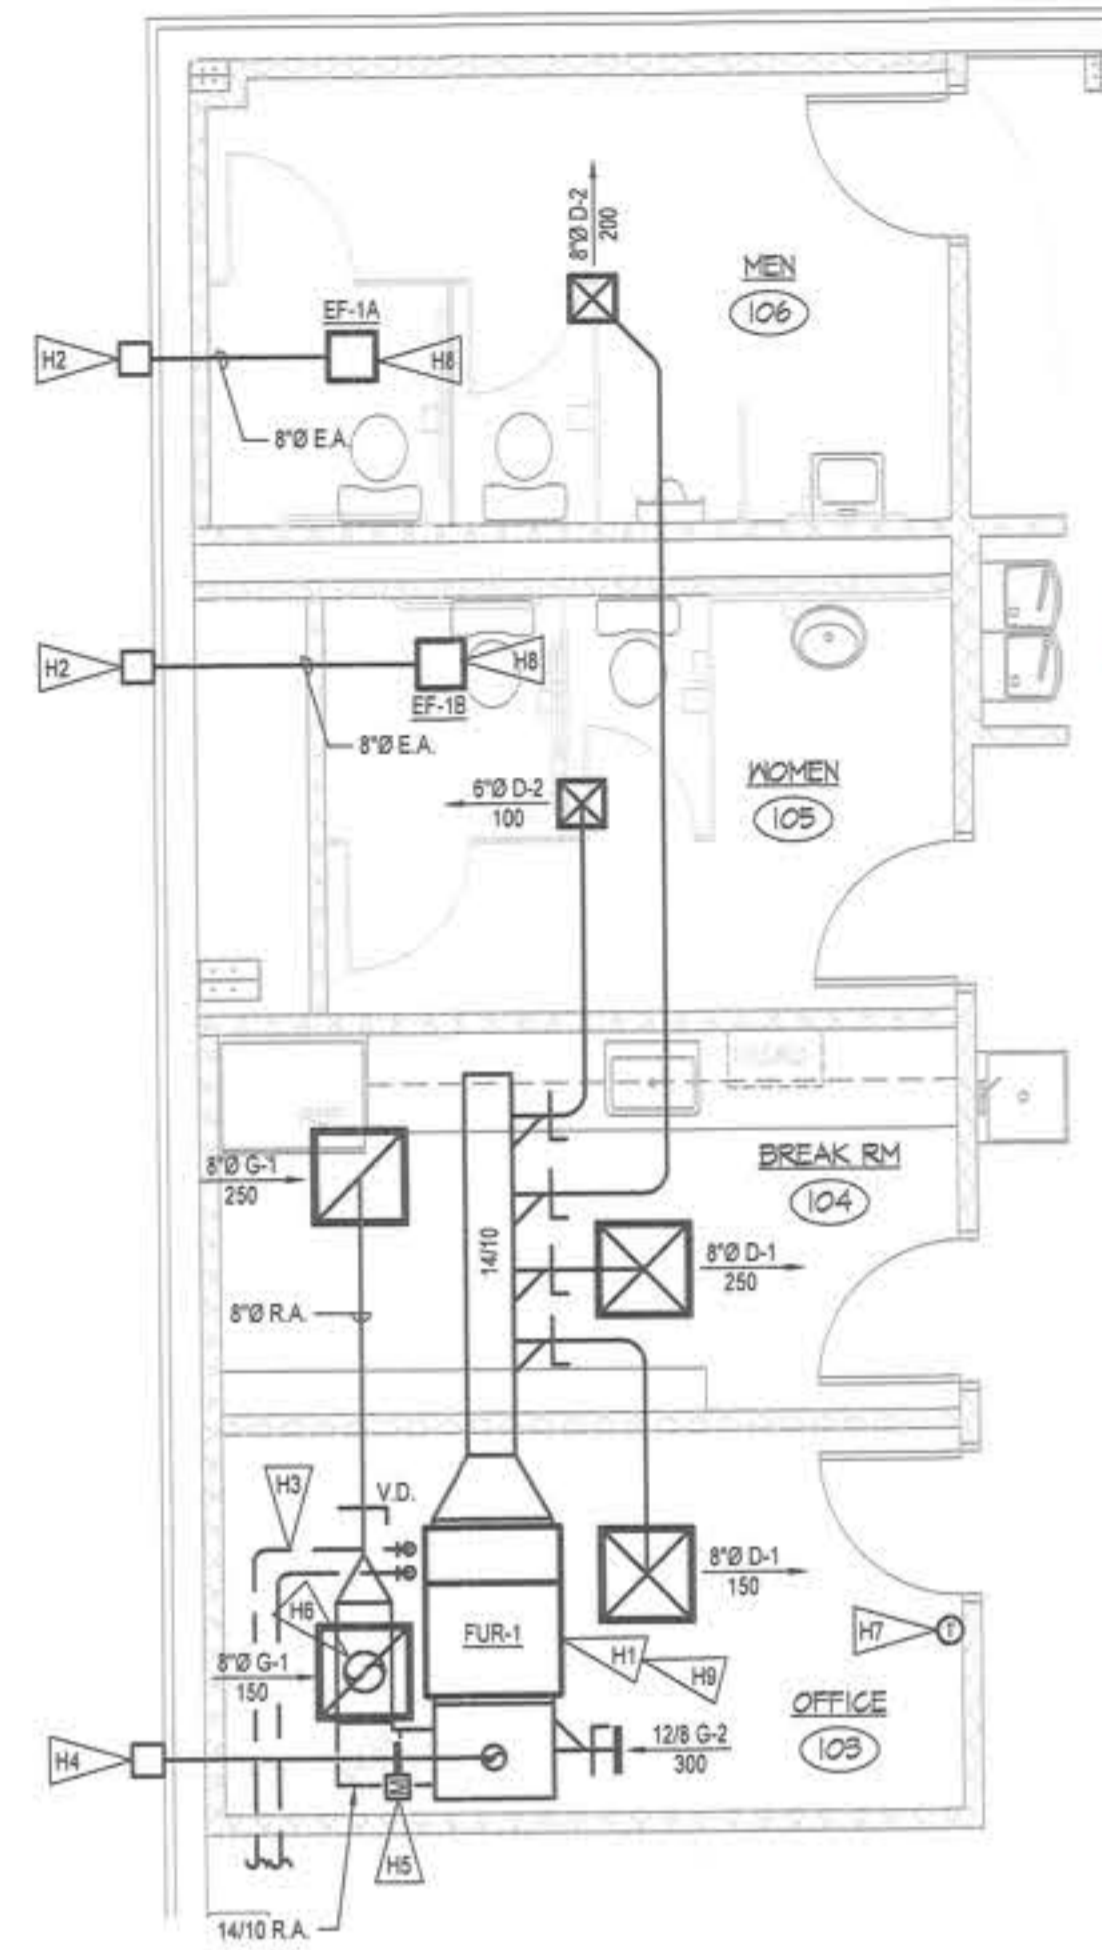 8"Ø D-2
200
MEN
106
EF-1A
H2
H8
8"Ø E.A.
H2
H8
EF-1B
8"Ø E.A.
WOMEN
105
6"Ø D-2
100
BREAK RM
104
8"Ø G-1
250
14/10
8"Ø D-1
250
8"Ø R.A.
H3
V.D.
8"Ø D-1
150
H6
FUR-1
H7
T
H1
H9
8"Ø G-1
150
OFFICE
103
12/8 G-2
300
H4
M
H5
14/10 R.A.